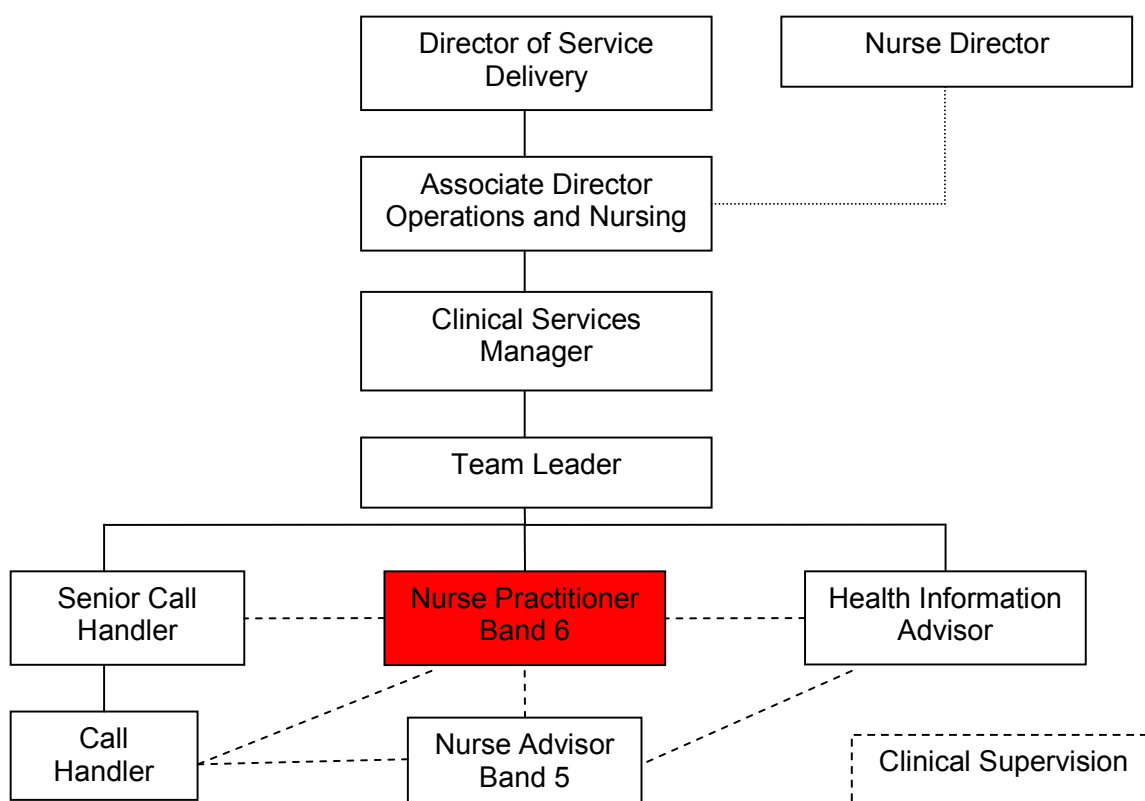 Director of Service
Delivery
Nurse Director
Associate Director
Operations and Nursing
Clinical Services
Manager
Team Leader
Senior Call
Handler
Nurse Practitioner
Band 6
Health Information
Advisor
Call
Handler
Nurse Advisor
Band 5
Clinical Supervision